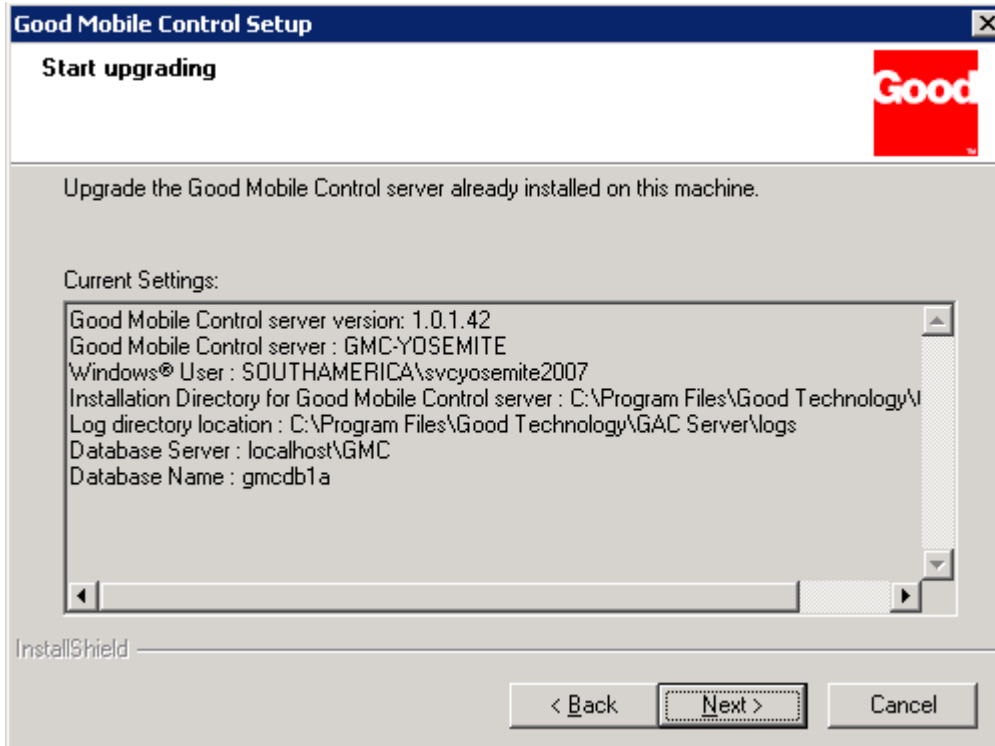 Good Mobile Control Setup
Start upgrading
Good
™
Upgrade the Good Mobile Control server already installed on this machine.
Current Settings:
Good Mobile Control server version: 1.0.1.42
Good Mobile Control server : GMC-YOSEMITE
Windows® User : SOUTHAMERICA\svcyosemite2007
Installation Directory for Good Mobile Control server : C:\Program Files\Good Technology\
Log directory location : C:\Program Files\Good Technology\GAC Server\logs
Database Server : localhost\GMC
Database Name : gmcdb1a
InstallShield
< Back
Next >
Cancel